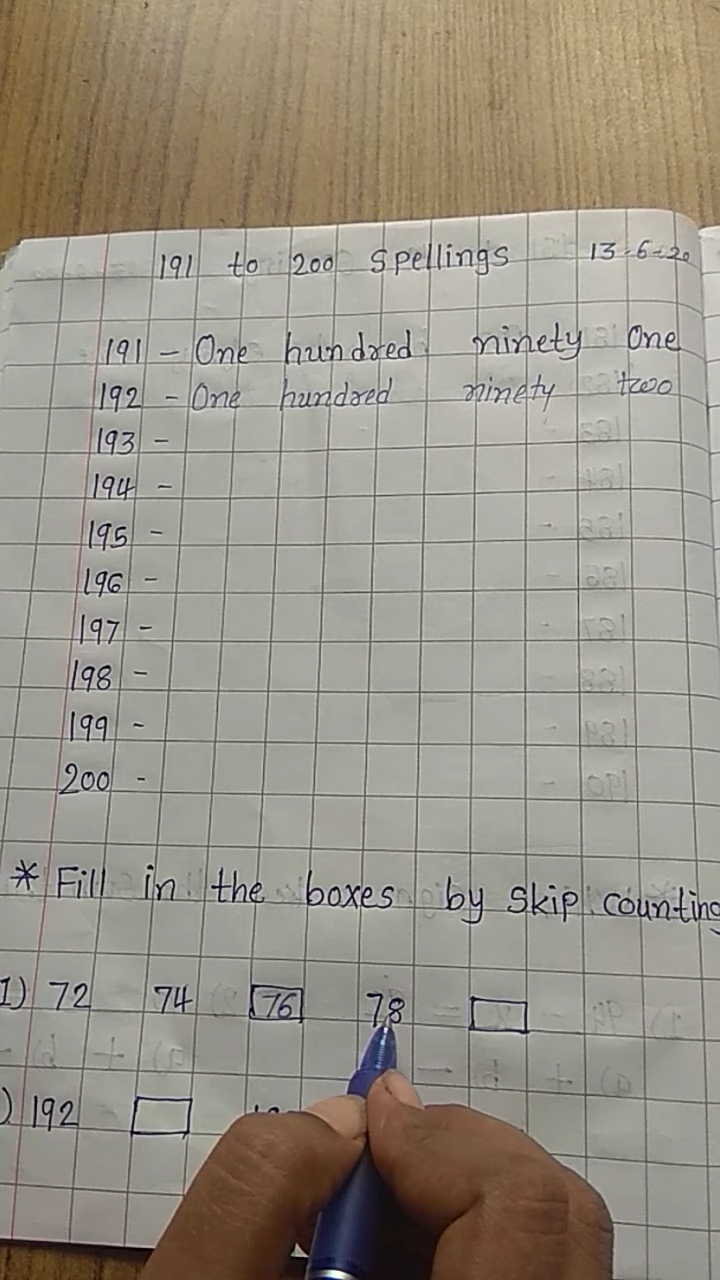 191 to 200 Spellings 13-6-20
191 - One hundred ninety One
192 - One hundred ninety two
193 -
194 -
195 -
196 -
197 -
198 -
199 -
200 -
* Fill in the boxes by skip counting
1) 72 74 76 78
) 192